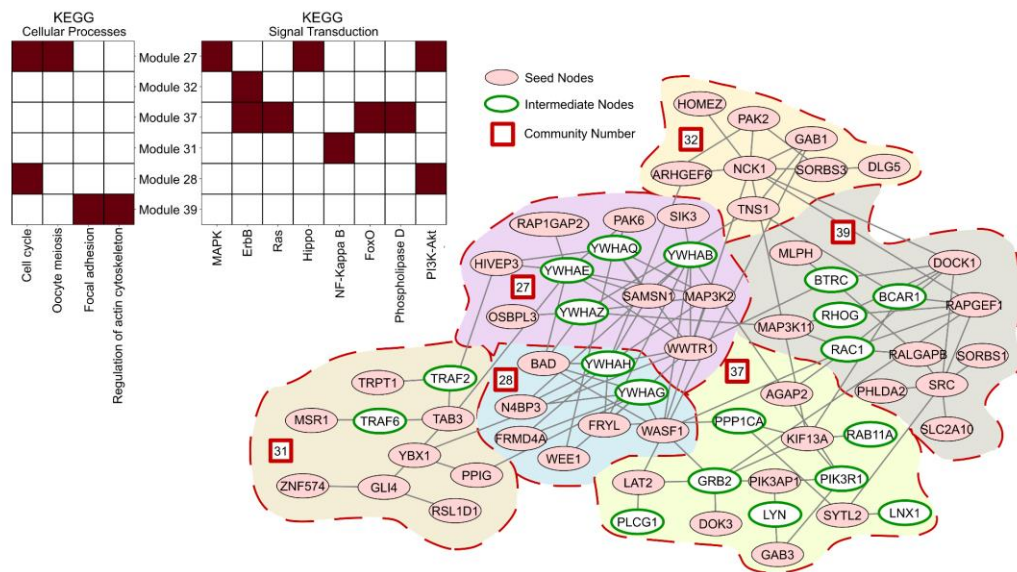 KEGG
Cellular Processes
KEGG
Signal Transduction
Module 27
Module 32
Module 37
Module 31
Module 28
Module 39
Cell cycle
Oocyte meiosis
Focal adhesion
Regulation of actin cytoskeleton
MAPK
ErbB
Ras
Hippo
NF-Kappa B
FoxO
Phospholipase D
PI3K-Akt
Seed Nodes
Intermediate Nodes
Community Number
32
HOMEZ
PAK2
GAB1
ARHGEF6
NCK1
SORBS3
DLG5
TNS1
27
RAP1GAP2
PAK6
SIK3
HIVEP3
YWHAQ
YWHAB
YWHAE
OSBPL3
YWHAZ
SAMSN1
MAP3K2
WWTR1
39
MLPH
DOCK1
BTRC
BCAR1
RHOG
RAPGEF1
MAP3K11
RAC1
RALGAPB
SORBS1
PHLDA2
SRC
SLC2A10
28
BAD
YWHAH
YWHAG
N4BP3
FRMD4A
FRYL
WASF1
WEE1
31
TRPT1
TRAF2
MSR1
TRAF6
TAB3
YBX1
PPIG
ZNF574
GLI4
RSL1D1
37
AGAP2
PPP1CA
KIF13A
RAB11A
LAT2
GRB2
PIK3AP1
PIK3R1
PLCG1
DOK3
LYN
SYTL2
LNX1
GAB3